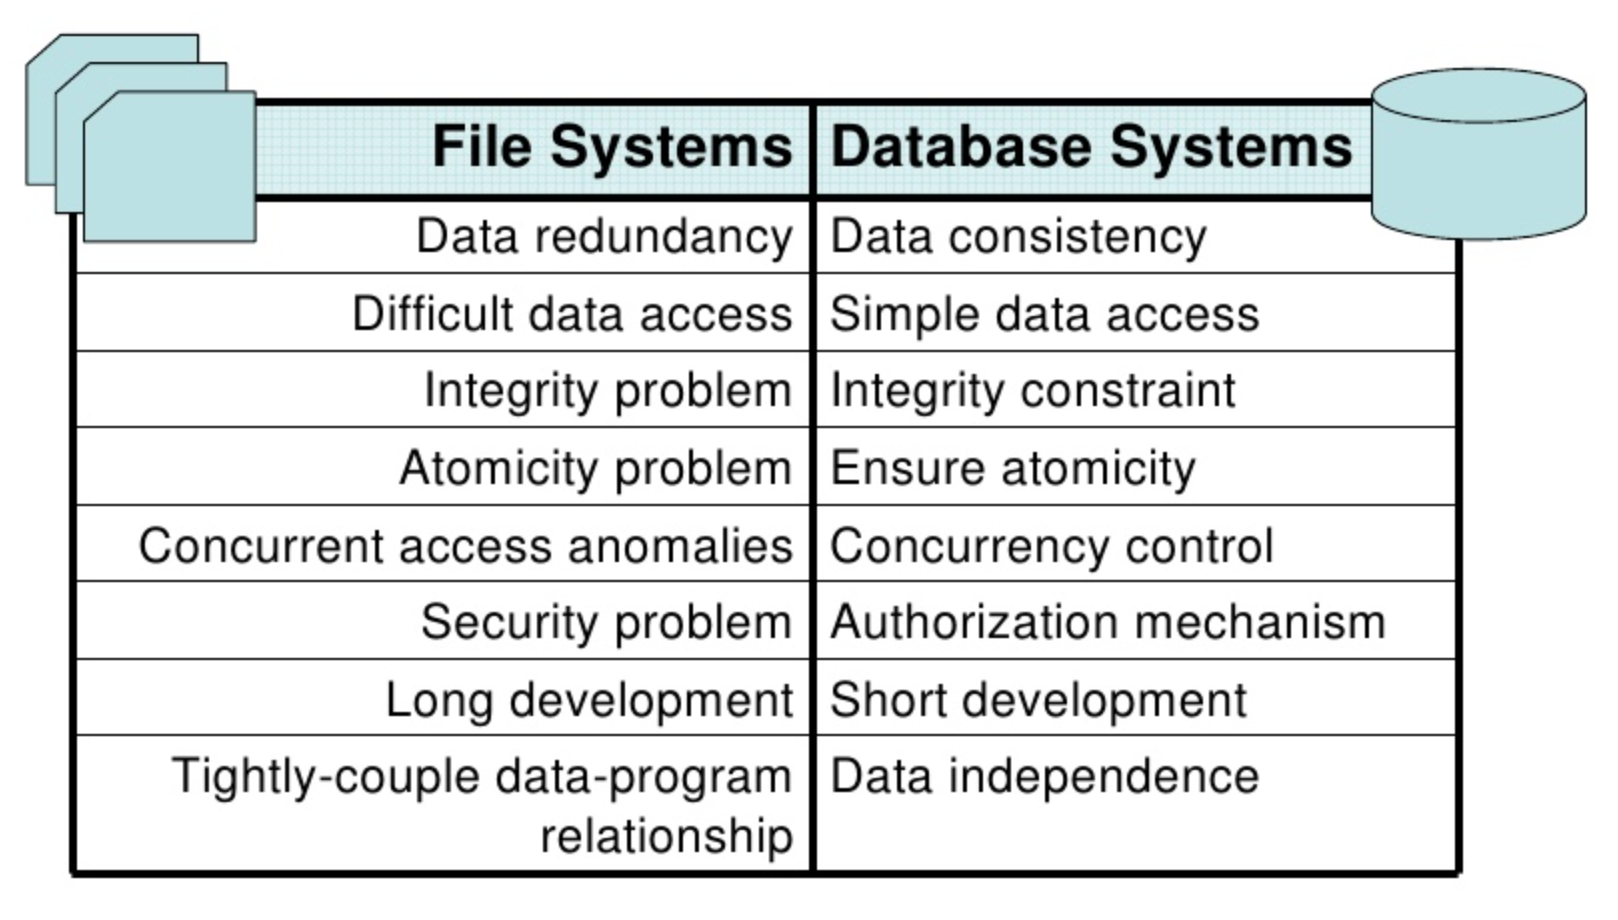 File Systems Database Systems
Data redundancy Data consistency
Difficult data access Simple data access
Integrity problem Integrity constraint
Atomicity problem Ensure atomicity
Concurrent access anomalies Concurrency control
Security problem Authorization mechanism
Long development Short development
Tightly-couple data-program Data independence
relationship